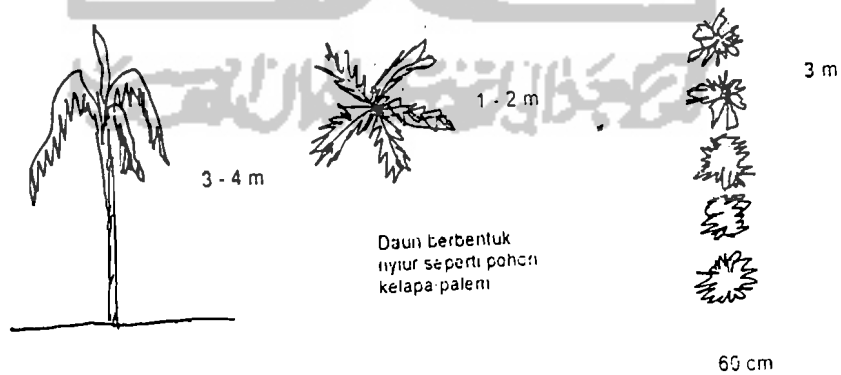 3 m
1 - 2 m
3 - 4 m
Daun berbentuk
nyiur seperti pohon
kelapa palem
60 cm